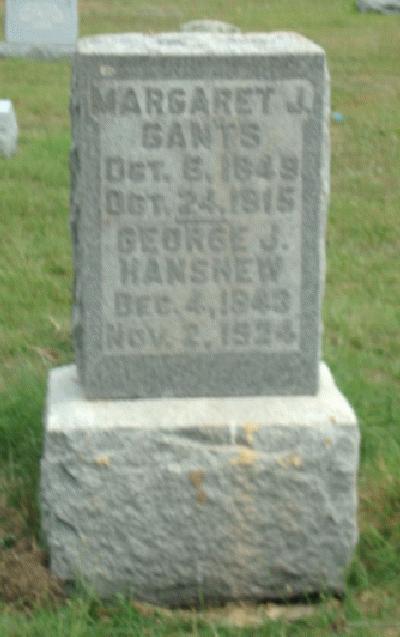 MARGARET J.
GANTS
OCT. 6, 1849
OCT. 24, 1915
GEORGE J.
HANSHEW
DEC. 4, 1843
NOV. 2, 1924